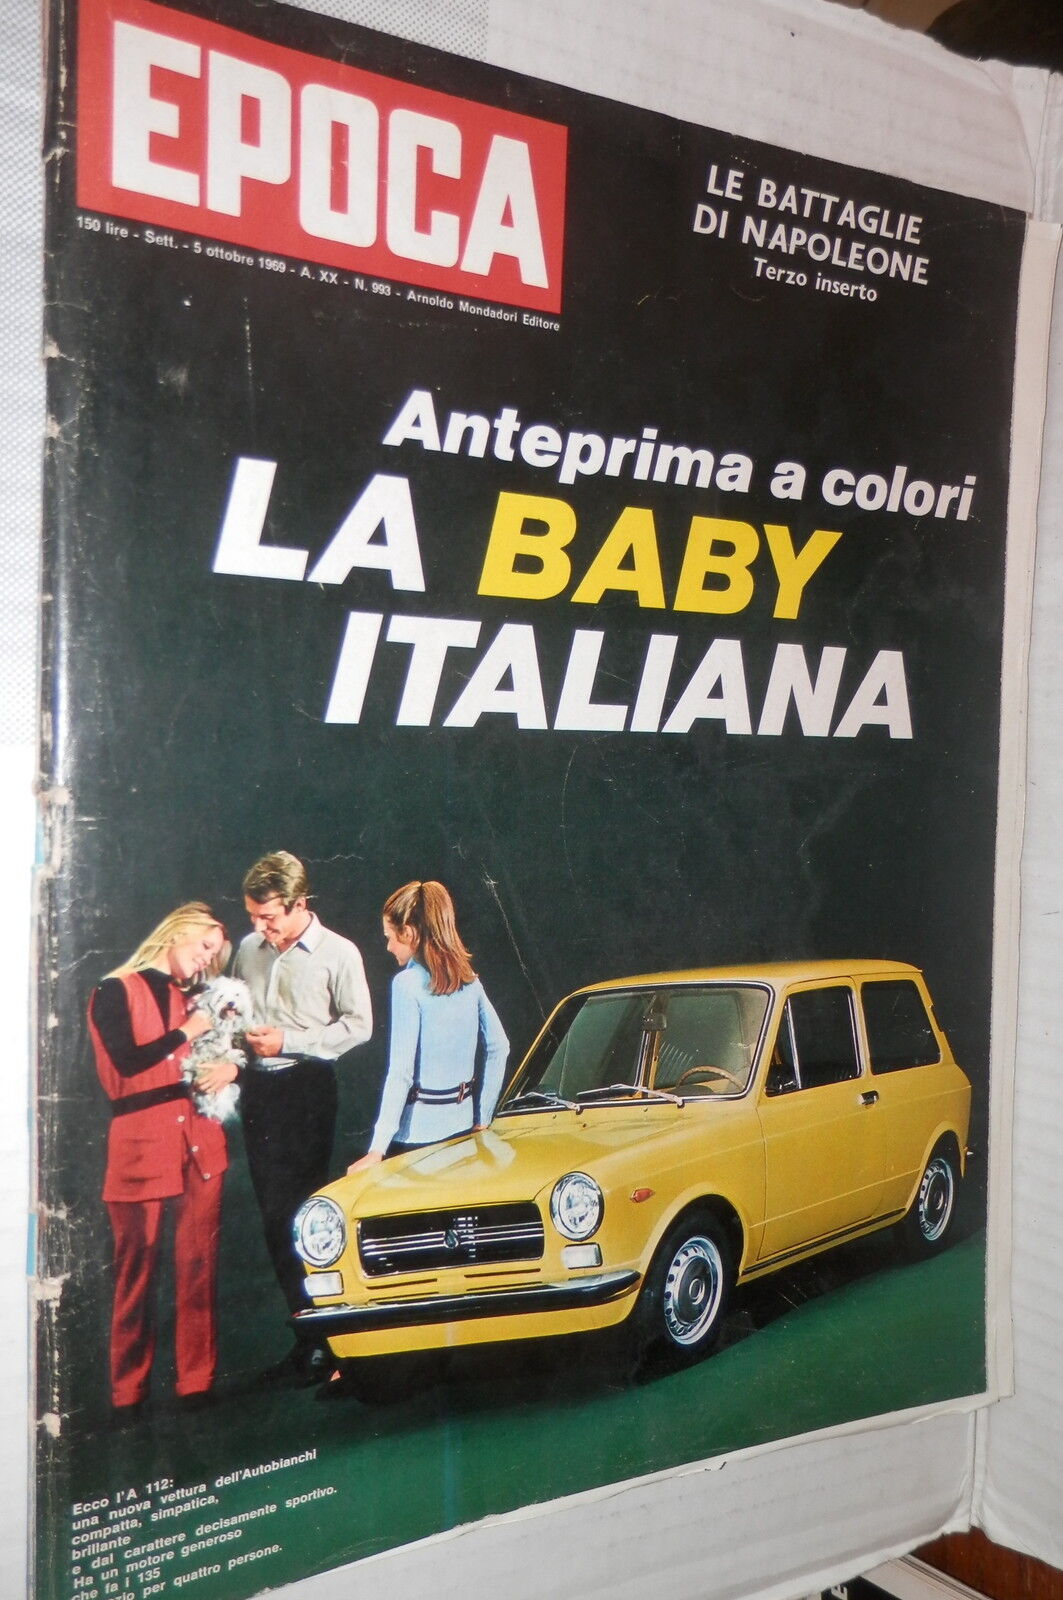 EPOCA
150 lire - Sett. - 5 ottobre 1969 - A. XX - N. 993 - Arnoldo Mondadori Editore
LE BATTAGLIE
DI NAPOLEONE
Terzo inserto
Anteprima a colori
LA BABY
ITALIANA
Ecco l'A 112:
una nuova vettura dell'Autobianchi
compatta, simpatica,
brillante
e dal carattere decisamente sportivo.
Ha un motore generoso
che fa i 135
per quattro persone.